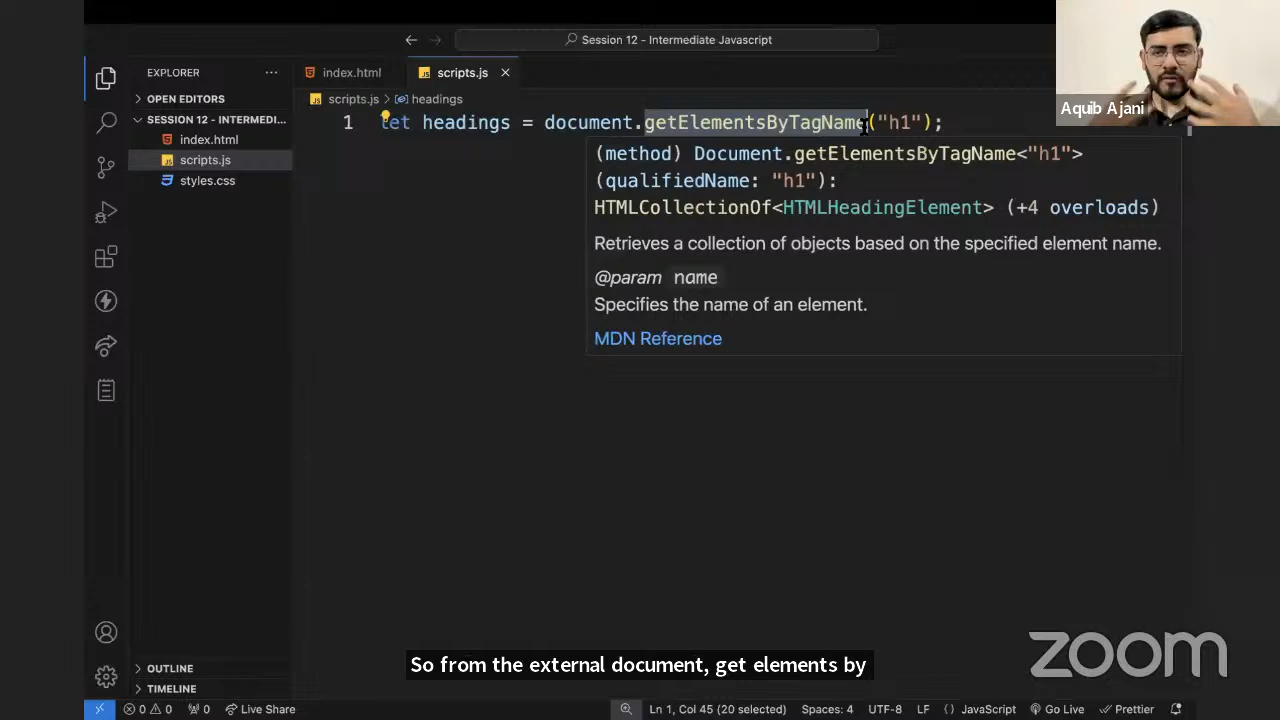 Session 12 - Intermediate Javascript
Aquib Ajani
EXPLORER
index.html
scripts.js
OPEN EDITORS
SESSION 12 - INTERMEDI...
index.html
scripts.js
styles.css
scripts.js > headings
1 let headings = document.getElementsByTagName("h1");
(method) Document.getElementsByTagName<"h1">
(qualifiedName: "h1"):
HTMLCollectionOf<HTMLHeadingElement> (+4 overloads)
Retrieves a collection of objects based on the specified element name.
@param name
Specifies the name of an element.
MDN Reference
So from the external document, get elements by
zoom
OUTLINE
TIMELINE
0 0 0 Live Share Ln 1, Col 45 (20 selected) Spaces: 4 UTF-8 LF {} JavaScript Go Live Prettier